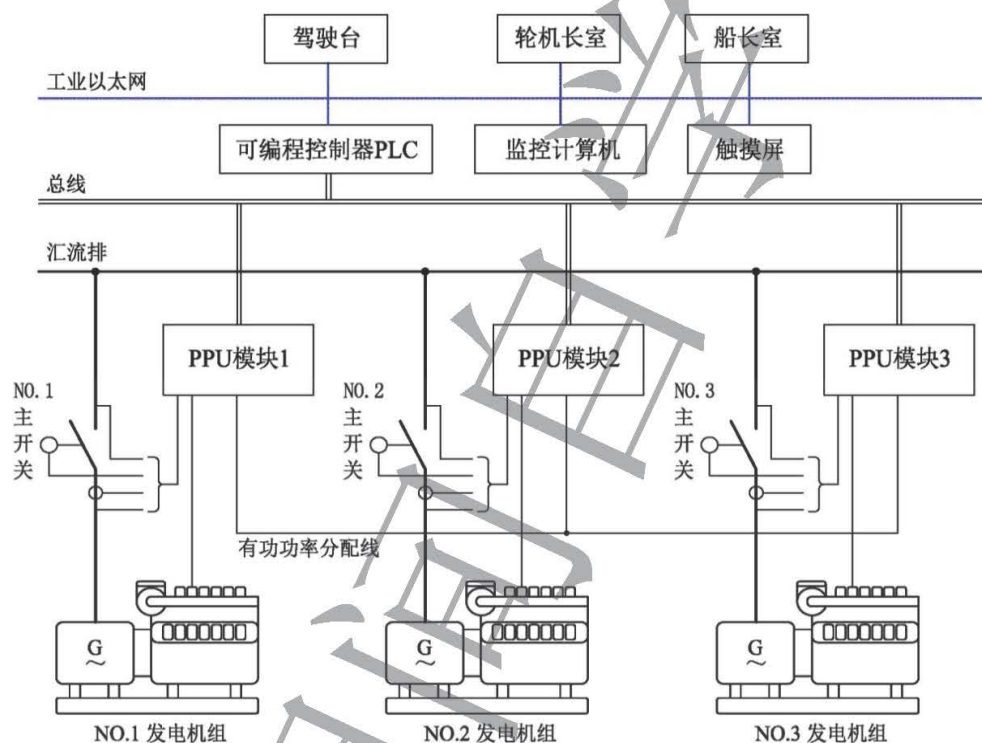 驾驶台
轮机长室
船长室
工业以太网
可编程控制器PLC
监控计算机
触摸屏
总线
汇流排
PPU模块1
PPU模块2
PPU模块3
NO.1
主
开
关
NO.2
主
开
关
NO.3
主
开
关
有功功率分配线
G
~
G
~
G
~
NO.1 发电机组
NO.2 发电机组
NO.3 发电机组